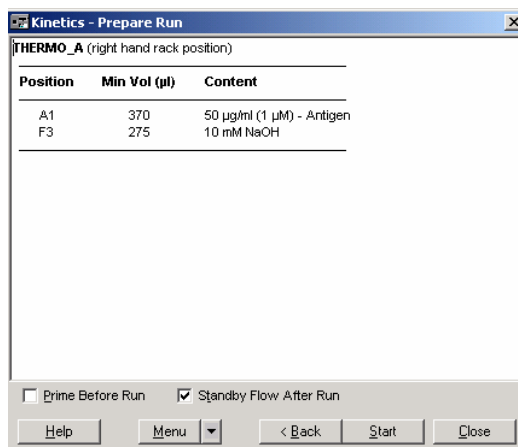 Kinetics - Prepare Run
THERMO_A (right hand rack position)
Position Min Vol (µl) Content
A1 370 50 µg/ml (1 µM) - Antigen
F3 275 10 mM NaOH
Prime Before Run Standby Flow After Run
Help Menu < Back Start Close